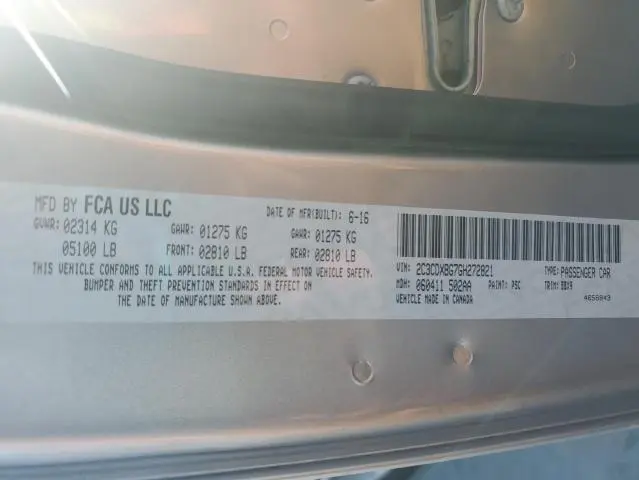 MFD BY FCA US LLC
DATE OF MFR(BUILT): 6-16
GVWR: 02314 KG GAWR: 01275 KG GAWR: 01275 KG
05100 LB FRONT: 02810 LB REAR: 02810 LB
THIS VEHICLE CONFORMS TO ALL APPLICABLE U.S.A. FEDERAL MOTOR VEHICLE SAFETY,
BUMPER AND THEFT PREVENTION STANDARDS IN EFFECT ON
THE DATE OF MANUFACTURE SHOWN ABOVE.
VIN: 2C3CDXBG7GH272821 TYPE: PASSENGER CAR
MDH: 060411 502AA PAINT: PSC TRIM:
VEHICLE MADE IN CANADA
4656943